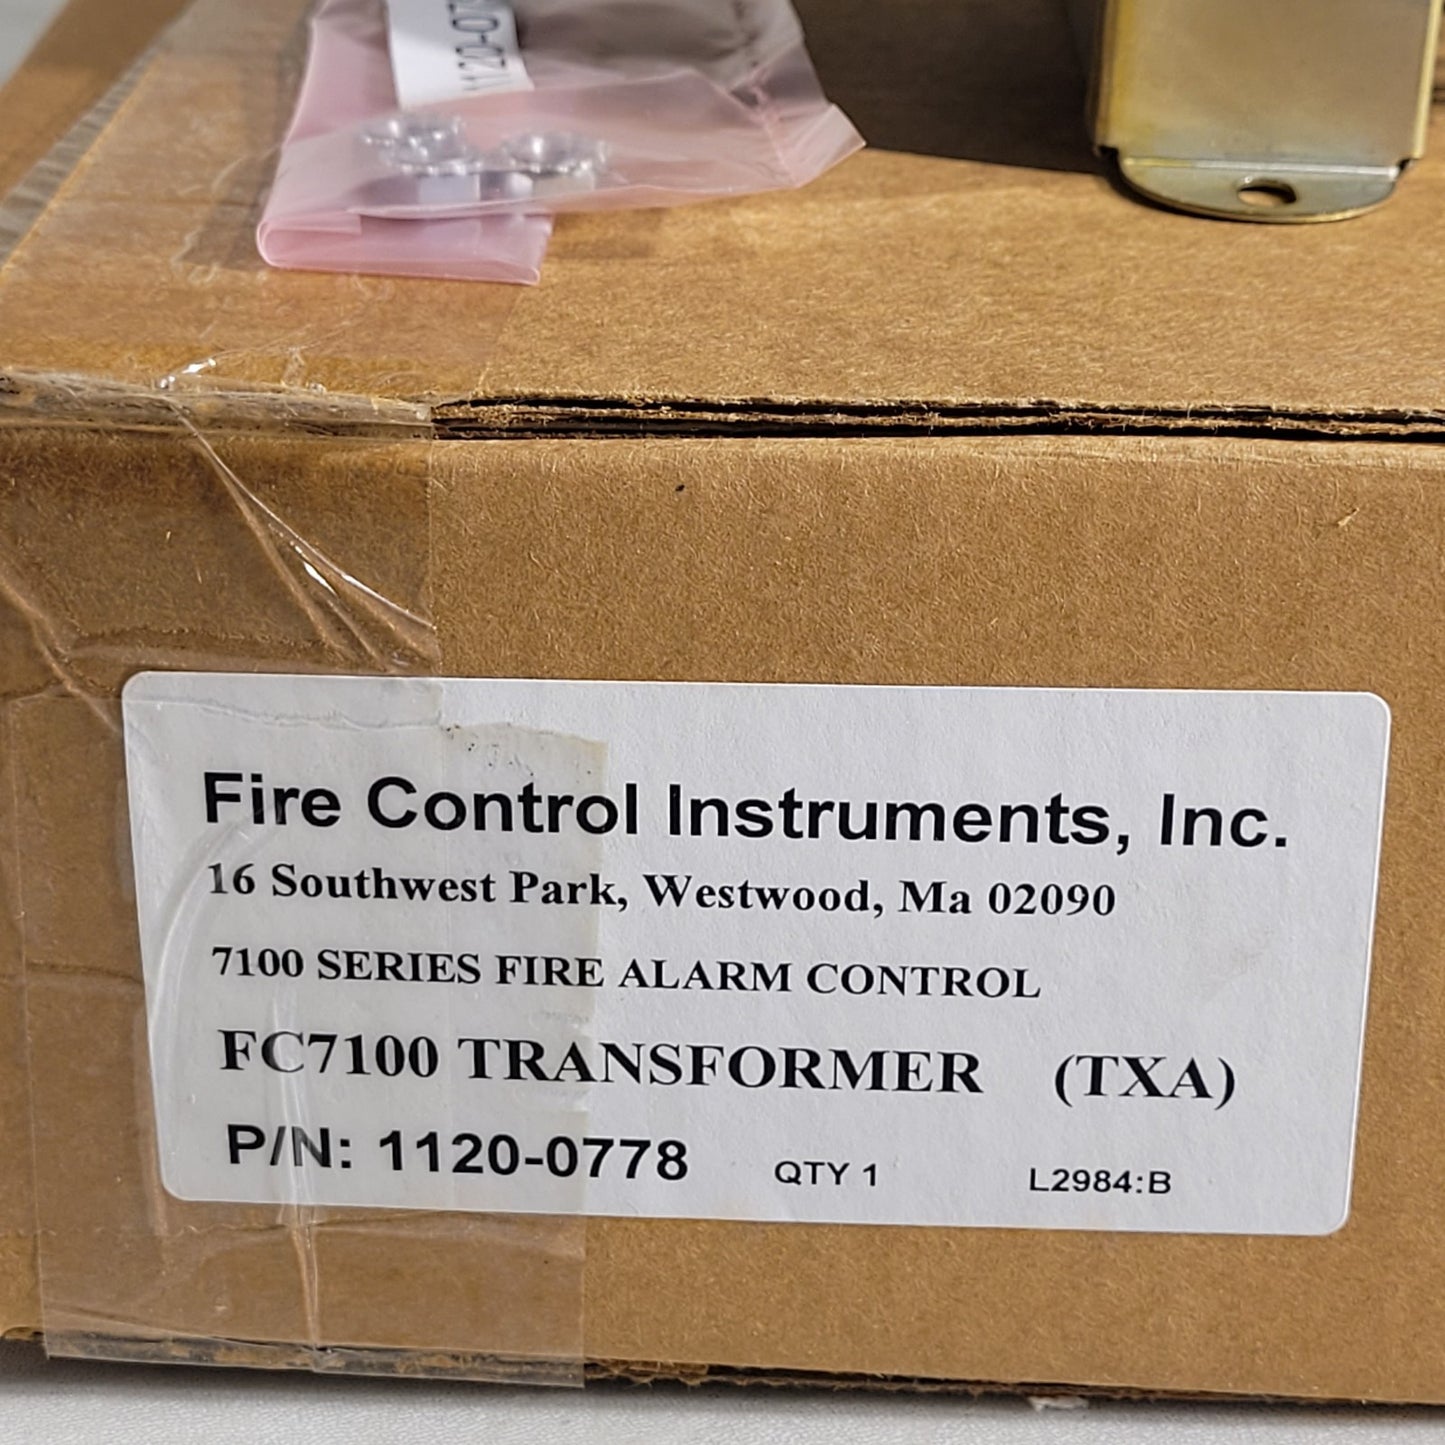 Fire Control Instruments, Inc.
16 Southwest Park, Westwood, Ma 02090
7100 SERIES FIRE ALARM CONTROL
FC7100 TRANSFORMER (TXA)
P/N: 1120-0778 QTY 1 L2984:B